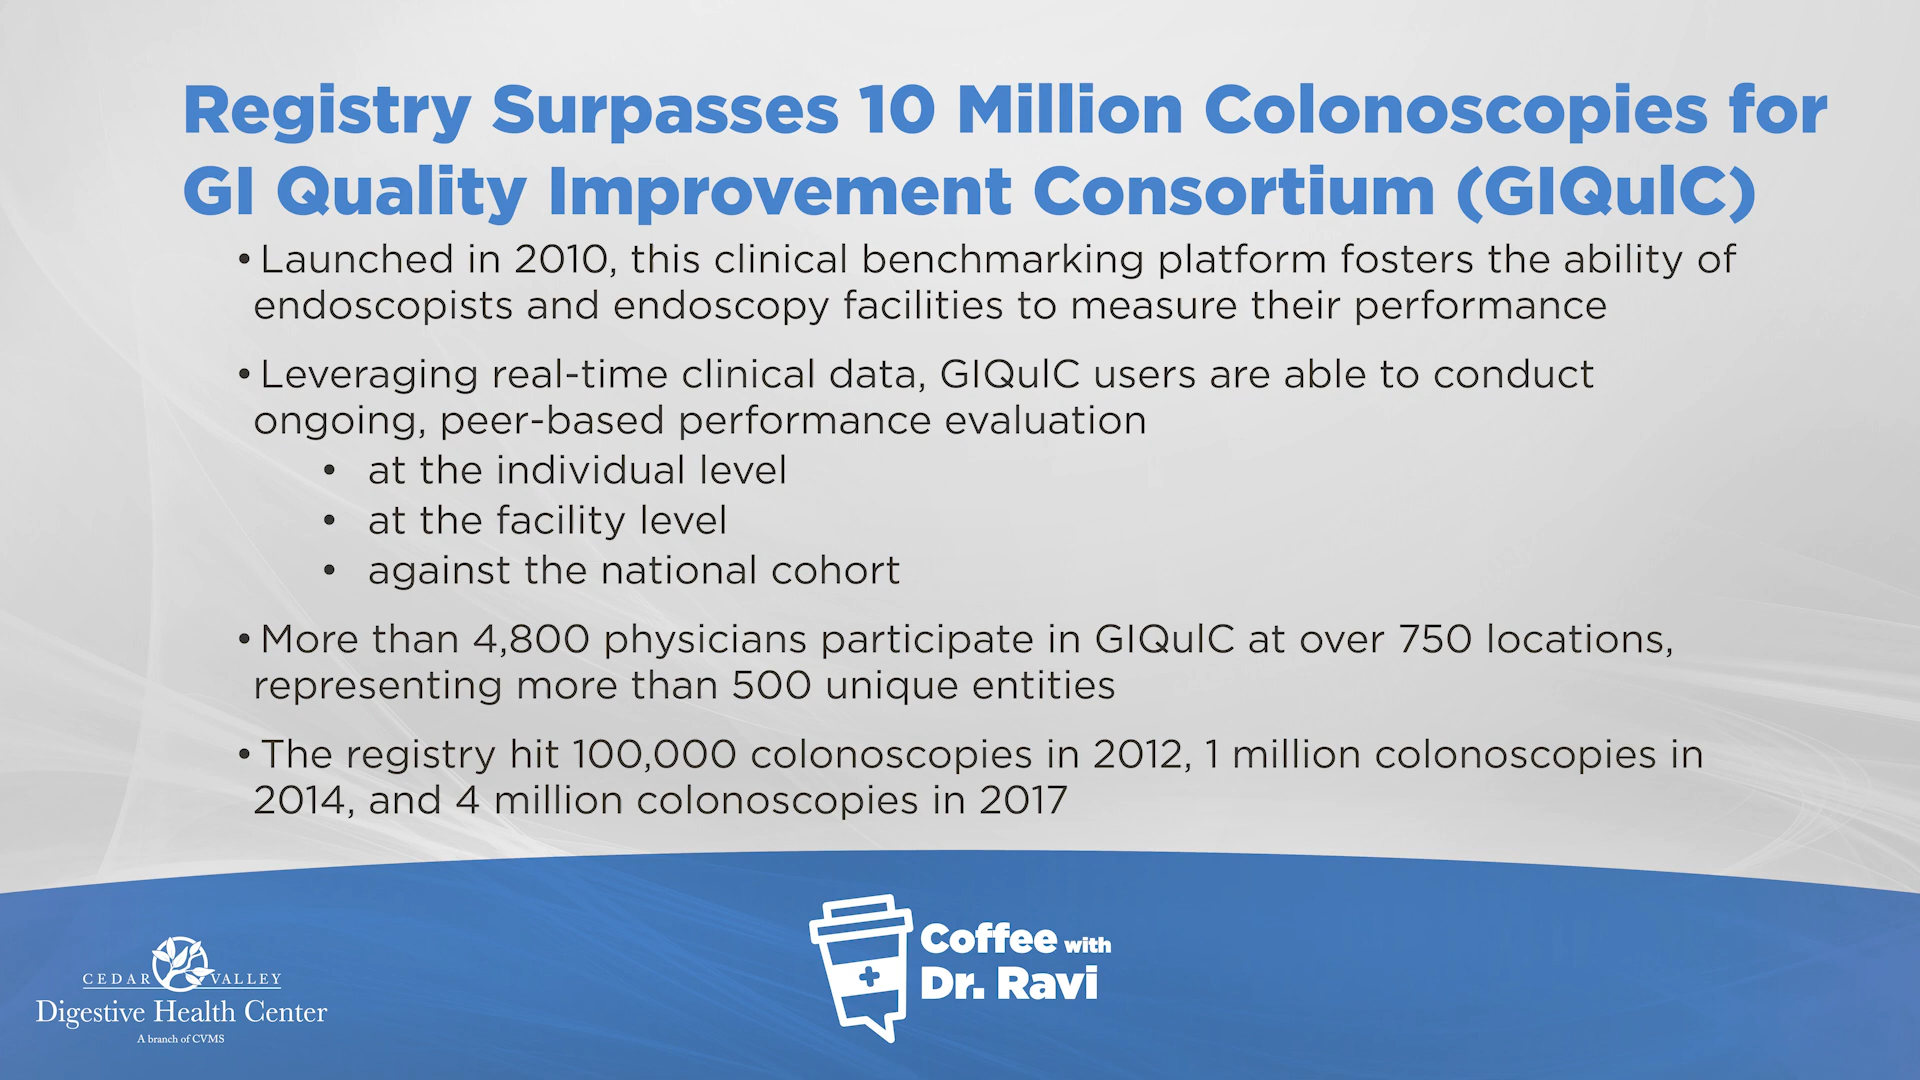 Registry Surpasses 10 Million Colonoscopies for
GI Quality Improvement Consortium (GIQuIC)
• Launched in 2010, this clinical benchmarking platform fosters the ability of
endoscopists and endoscopy facilities to measure their performance
• Leveraging real-time clinical data, GIQuIC users are able to conduct
ongoing, peer-based performance evaluation
• at the individual level
• at the facility level
• against the national cohort
• More than 4,800 physicians participate in GIQuIC at over 750 locations,
representing more than 500 unique entities
• The registry hit 100,000 colonoscopies in 2012, 1 million colonoscopies in
2014, and 4 million colonoscopies in 2017
CEDAR VALLEY
Digestive Health Center
A branch of CVMS
Coffee with
Dr. Ravi